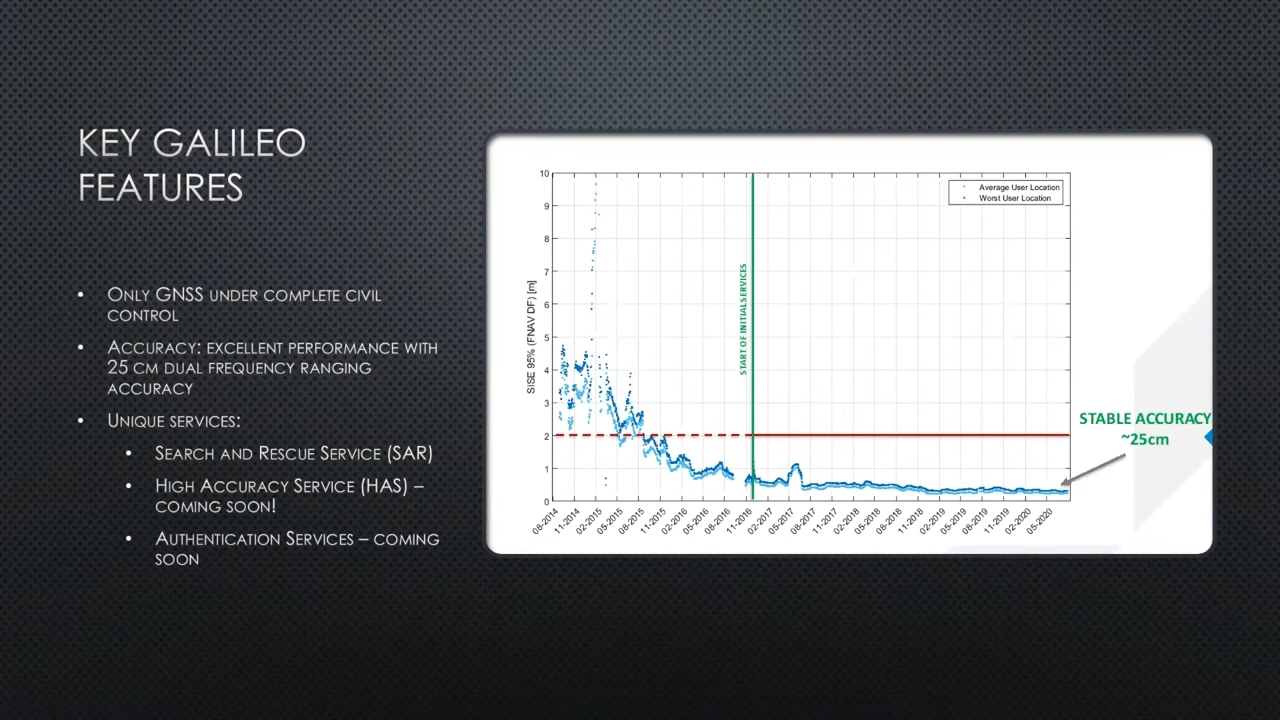 KEY GALILEO
FEATURES
• ONLY GNSS UNDER COMPLETE CIVIL
CONTROL
• ACCURACY: EXCELLENT PERFORMANCE WITH
25 CM DUAL FREQUENCY RANGING
ACCURACY
• UNIQUE SERVICES:
• SEARCH AND RESCUE SERVICE (SAR)
• HIGH ACCURACY SERVICE (HAS) –
COMING SOON!
• AUTHENTICATION SERVICES – COMING
SOON
SISE 95% (FNAV DF) [m]
10
9
8
7
6
5
4
3
2
1
0
Average User Location
Worst User Location
START OF INITIAL SERVICES
STABLE ACCURACY
~25cm
08-2014
11-2014
02-2015
05-2015
08-2015
11-2015
02-2016
05-2016
08-2016
11-2016
02-2017
05-2017
08-2017
11-2017
02-2018
05-2018
08-2018
11-2018
02-2019
05-2019
08-2019
11-2019
02-2020
05-2020